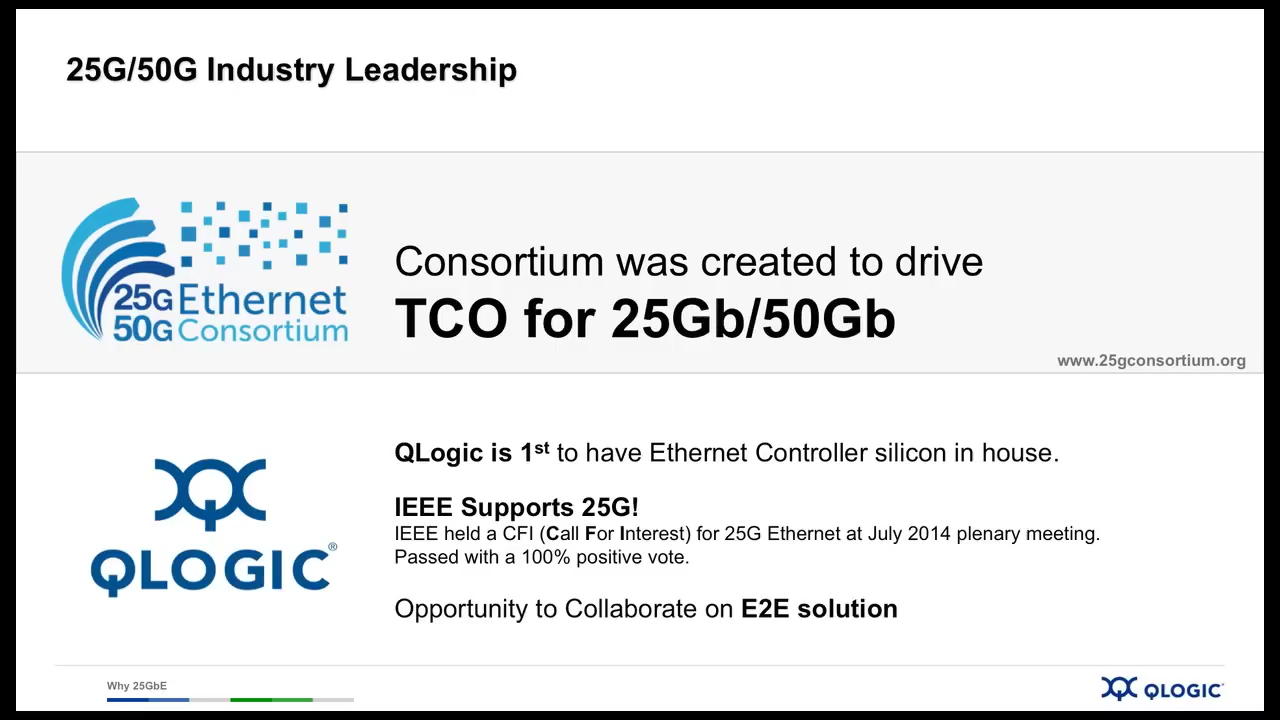 25G/50G Industry Leadership
25G Ethernet
50G Consortium
Consortium was created to drive
TCO for 25Gb/50Gb
www.25gconsortium.org
QLOGIC®
QLogic is 1st to have Ethernet Controller silicon in house.
IEEE Supports 25G!
IEEE held a CFI (Call For Interest) for 25G Ethernet at July 2014 plenary meeting.
Passed with a 100% positive vote.
Opportunity to Collaborate on E2E solution
Why 25GbE
QLOGIC